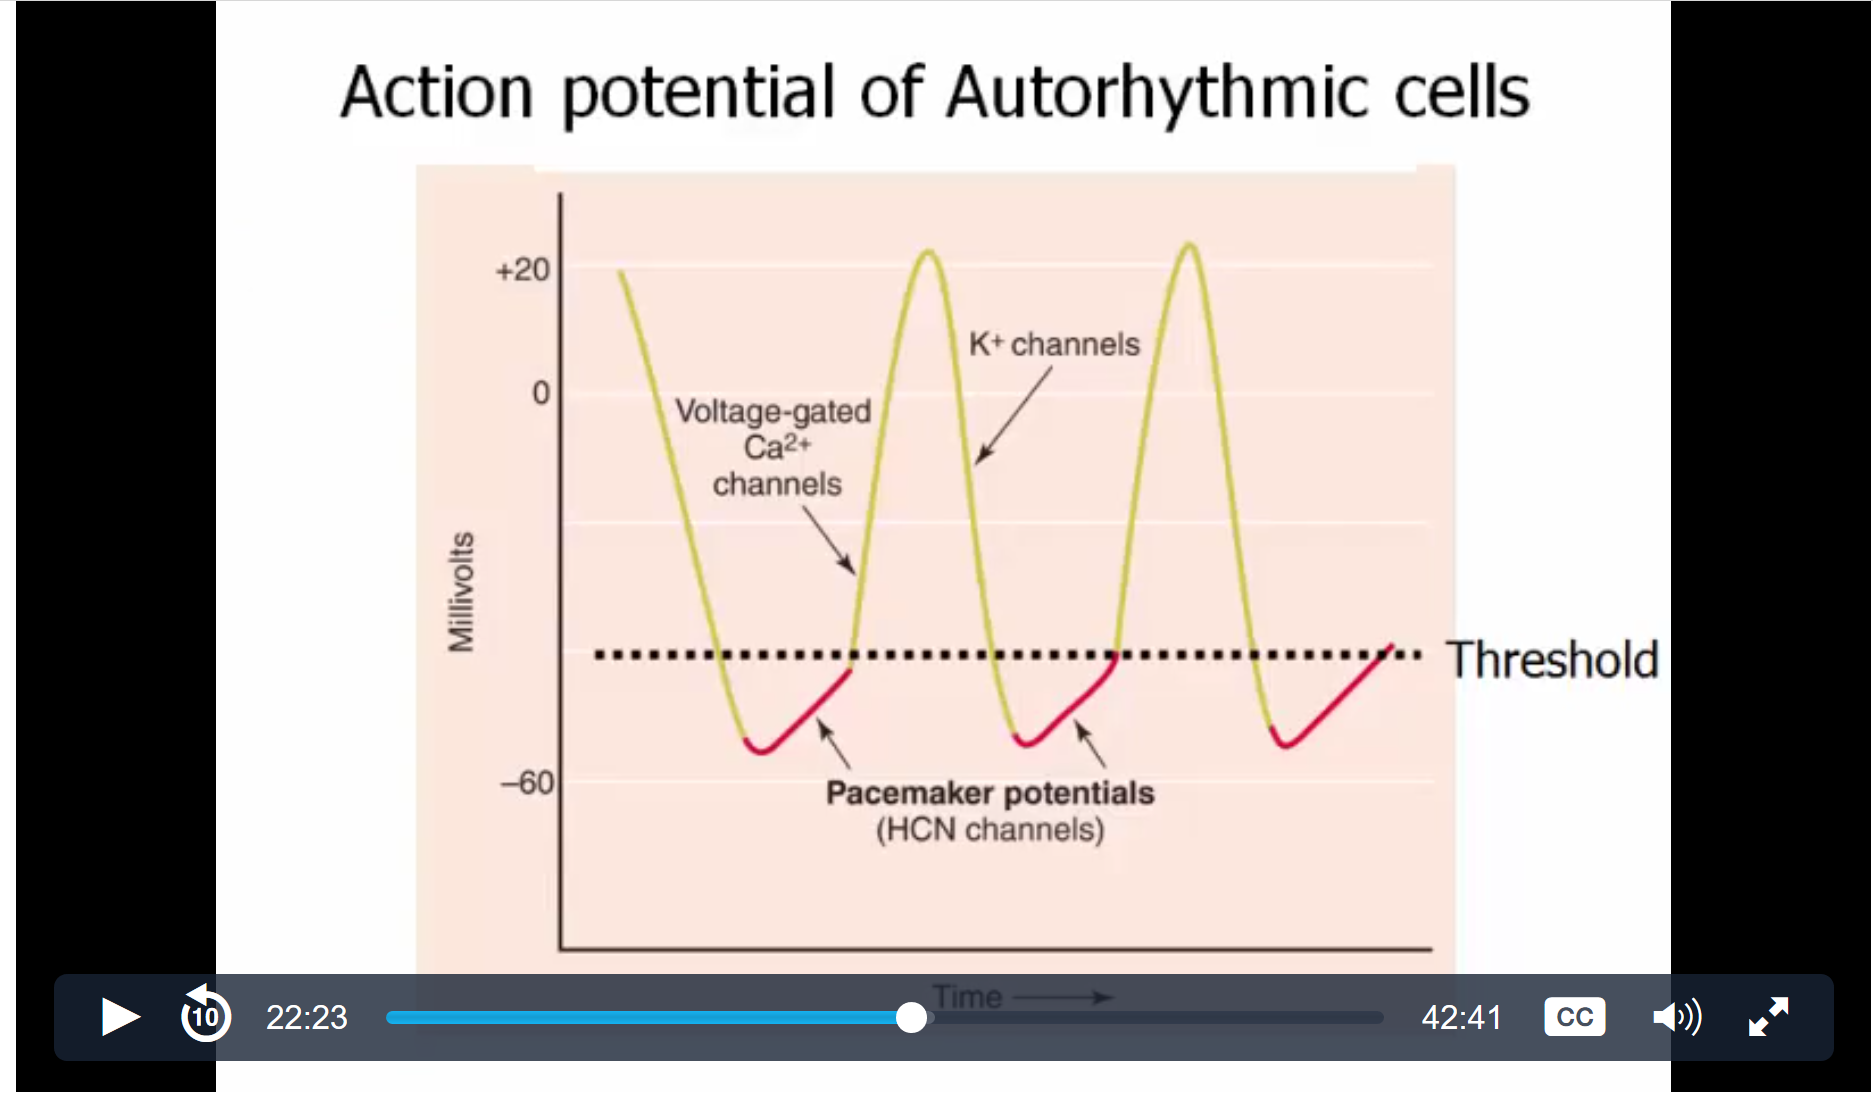 Action potential of Autorhythmic cells
+20
K+ channels
0
Voltage-gated
Ca2+
channels
Millivolts
Threshold
–60
Pacemaker potentials
(HCN channels)
Time
10
22:23
42:41
CC